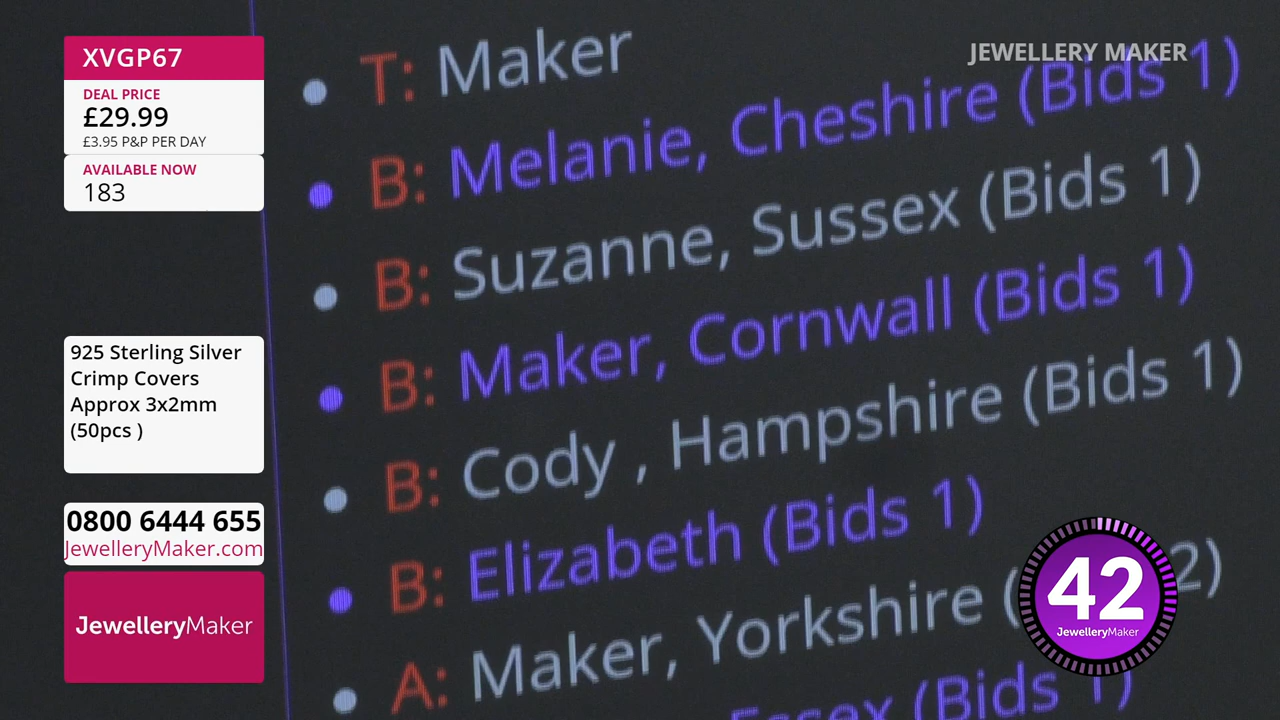 XVGP67
DEAL PRICE
£29.99
£3.95 P&P PER DAY
AVAILABLE NOW
183
925 Sterling Silver
Crimp Covers
Approx 3x2mm
(50pcs )
0800 6444 655
JewelleryMaker.com
JewelleryMaker
JEWELLERY MAKER
T: Maker
B: Melanie, Cheshire (Bids 1)
B: Suzanne, Sussex (Bids 1)
B: Maker, Cornwall (Bids 1)
B: Cody , Hampshire (Bids 1)
B: Elizabeth (Bids 1)
A: Maker, Yorkshire ( 2)
Essex (Bids 1)
42
JewelleryMaker